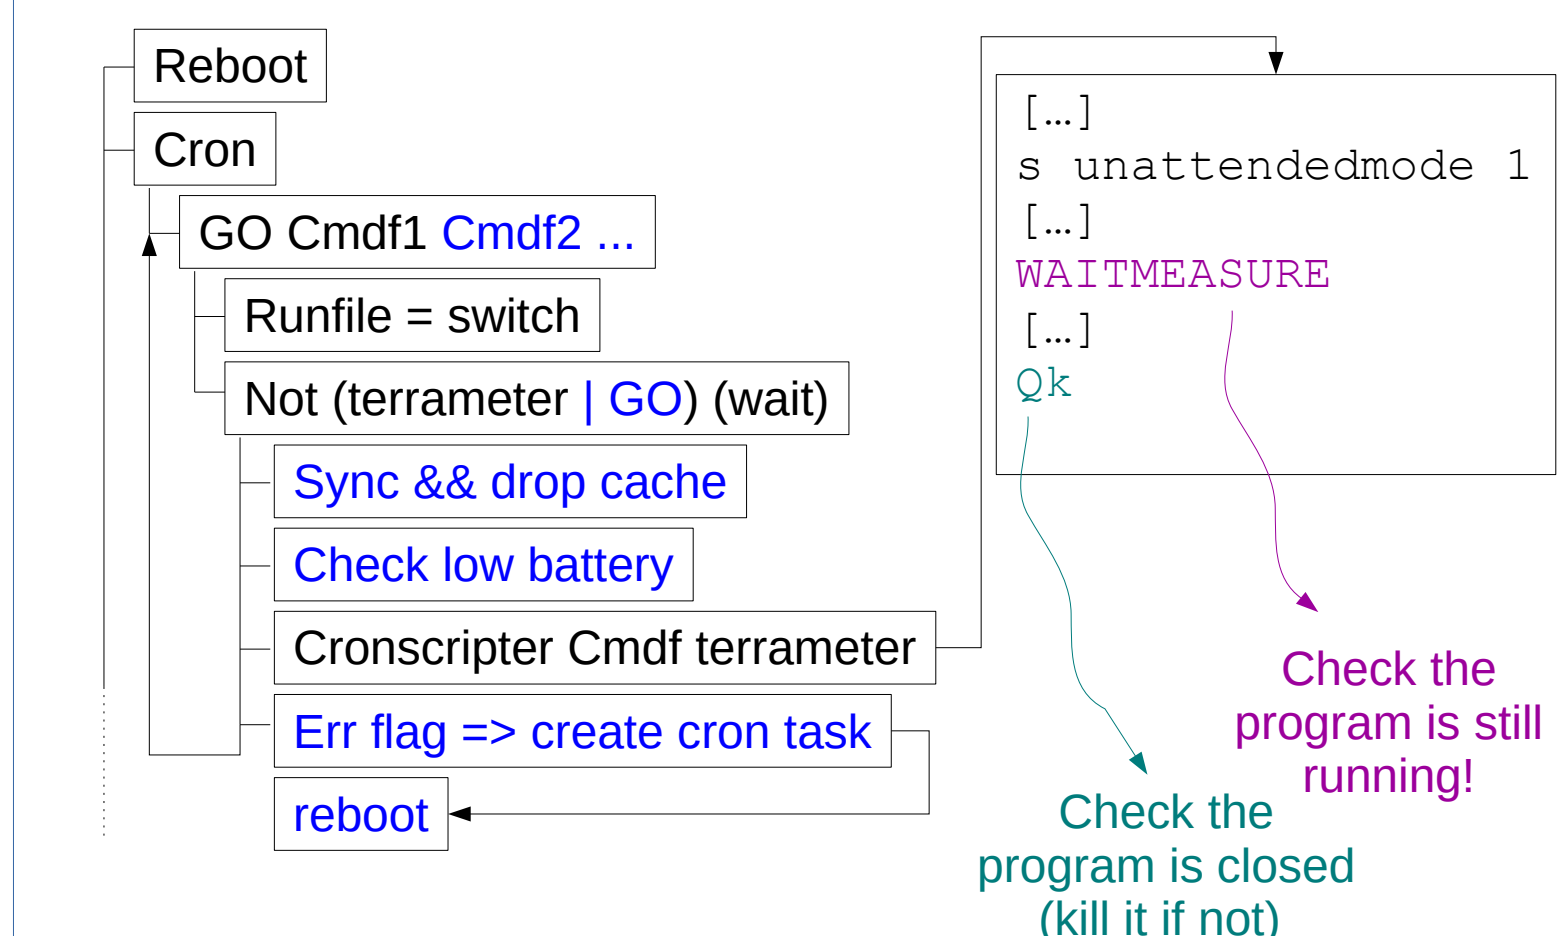 Reboot
Cron
GO Cmdf1 Cmdf2 ...
Runfile = switch
Not (terrameter | GO) (wait)
Sync && drop cache
Check low battery
Cronscripter Cmdf terrameter
Err flag => create cron task
reboot
[…]
s unattendedmode 1
[…]
WAITMEASURE
[…]
Qk
Check the
program is still
running!
Check the
program is closed
(kill it if not)